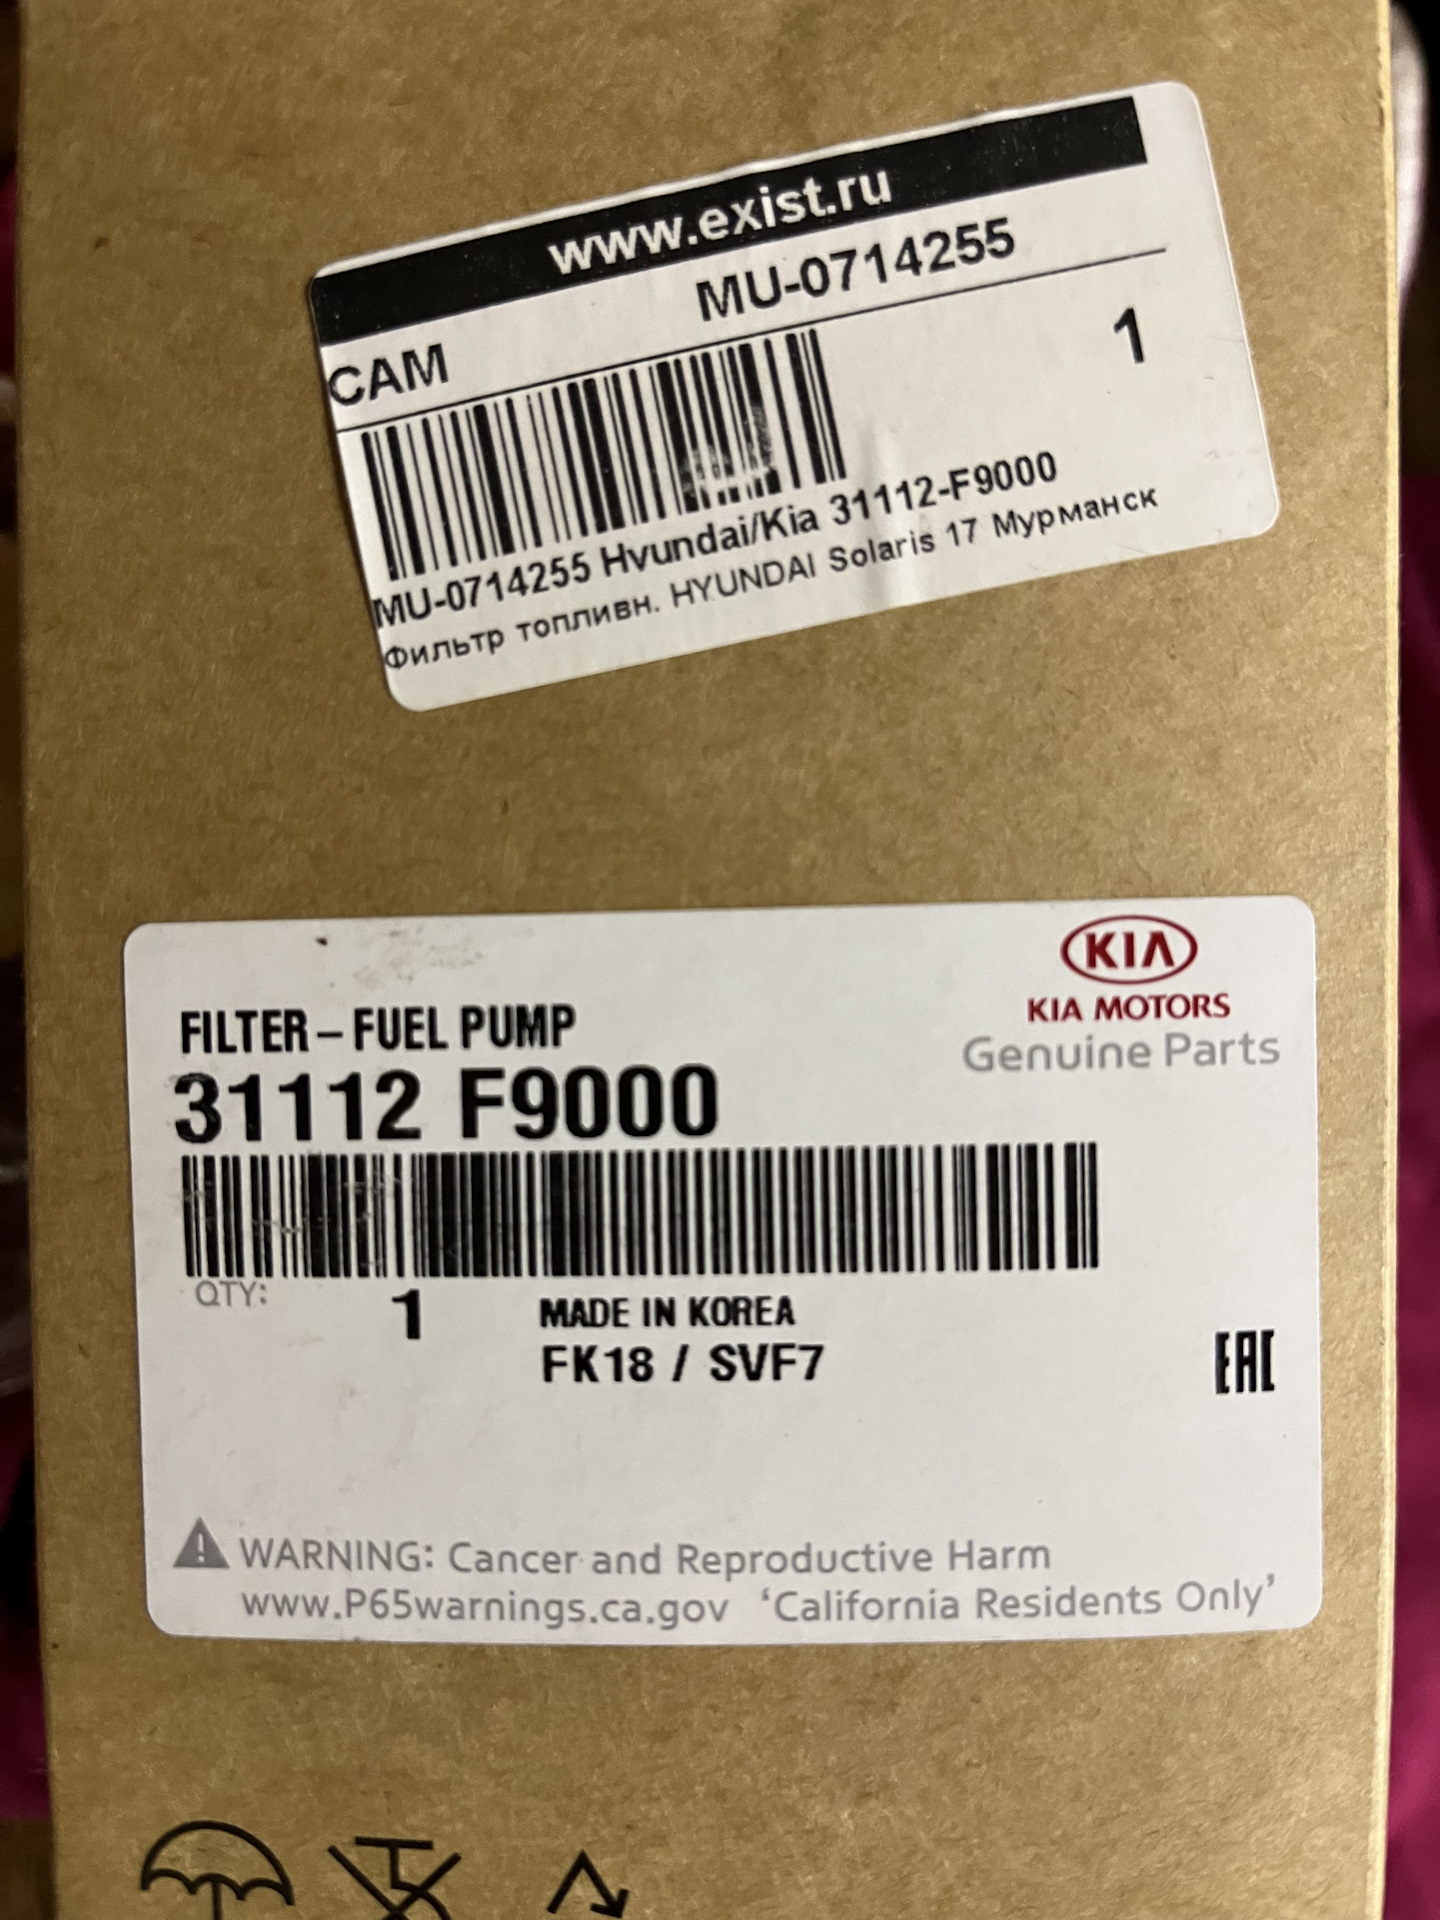 www.exist.ru
CAM MU-0714255
1
MU-0714255 Hyundai/Kia 31112-F9000
Фильтр топливн. HYUNDAI Solaris 17 Мурманск
KIA
KIA MOTORS
Genuine Parts
FILTER-FUEL PUMP
31112 F9000
QTY: 1 MADE IN KOREA
FK18 / SVF7
EAC
WARNING: Cancer and Reproductive Harm
www.P65warnings.ca.gov 'California Residents Only'